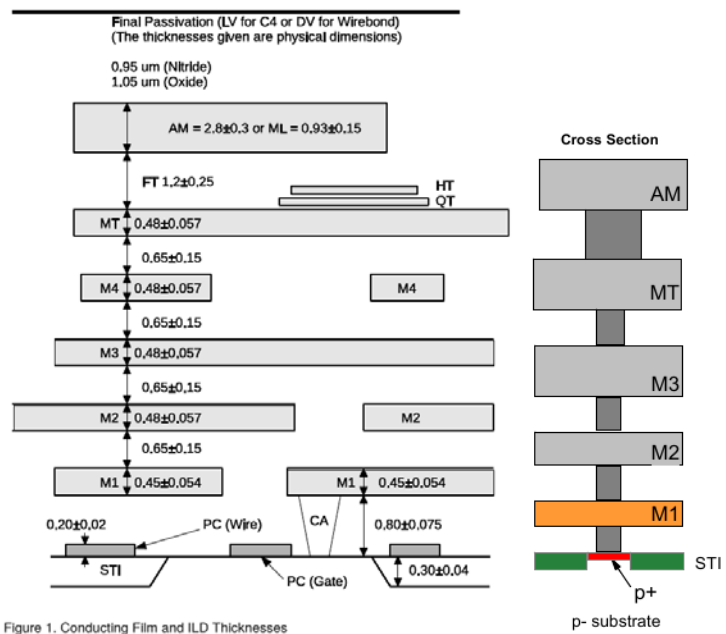 Final Passivation (LV for C4 or DV for Wirebond)
(The thicknesses given are physical dimensions)
0.95 um (Nitride)
1.05 um (Oxide)
AM = 2.8±0.3 or ML = 0.93±0.15
FT 1.2±0.25
HT
QT
MT 0.48±0.057
0.65±0.15
M4 0.48±0.057
M4
0.65±0.15
M3 0.48±0.057
0.65±0.15
M2 0.48±0.057
M2
0.65±0.15
M1 0.45±0.054
M1 0.45±0.054
CA
0.20±0.02
PC (Wire)
0.80±0.075
STI
PC (Gate)
0.30±0.04
Figure 1. Conducting Film and ILD Thicknesses
Cross Section
AM
MT
M3
M2
M1
STI
p+
p- substrate